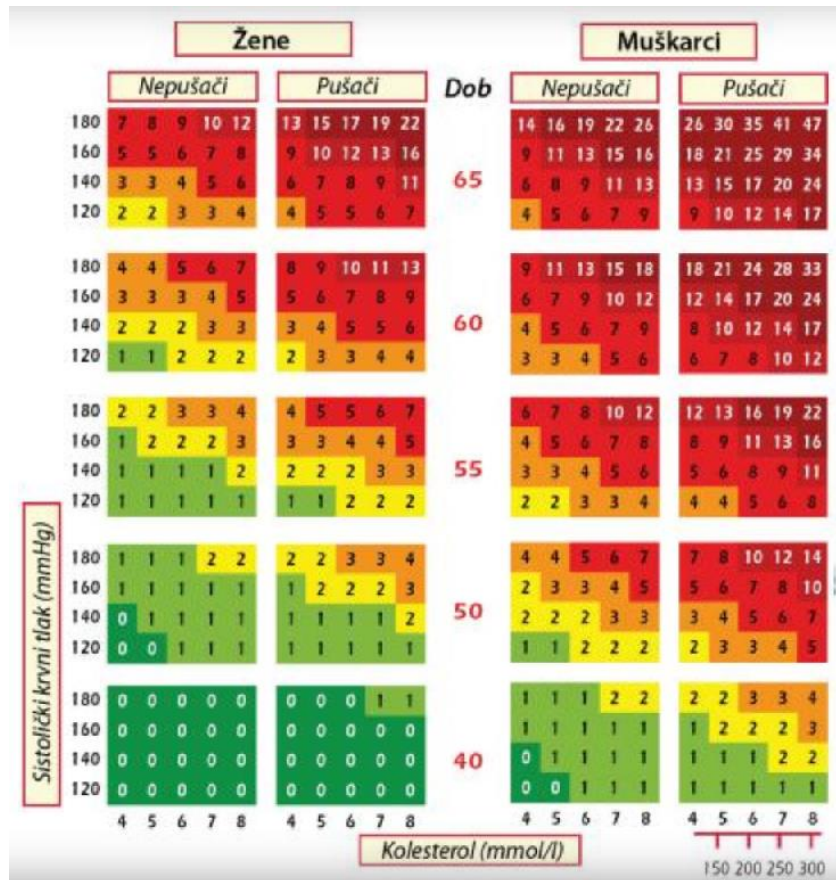 Žene Muškarci
Nepušači Pušači Dob Nepušači Pušači
180 7 8 9 10 12 13 15 17 19 22 14 16 19 22 26 26 30 35 41 47
160 5 5 6 7 8 9 10 12 13 16 9 11 13 15 16 18 21 25 29 34
65
140 3 3 4 5 6 6 7 8 9 11 6 8 9 11 13 13 15 17 20 24
120 2 2 3 3 4 4 5 5 6 7 4 5 6 7 9 9 10 12 14 17
180 4 4 5 6 7 8 9 10 11 13 9 11 13 15 18 18 21 24 28 33
160 3 3 3 4 5 5 6 7 8 9 6 7 9 10 12 12 14 17 20 24
60
140 2 2 2 3 3 3 4 5 5 6 4 5 6 7 9 8 10 12 14 17
120 1 1 2 2 2 2 3 3 4 4 3 3 4 5 6 6 7 8 10 12
180 2 2 3 3 4 4 5 5 6 7 6 7 8 10 12 12 13 16 19 22
160 1 2 2 2 3 3 3 4 4 5 4 5 6 7 8 8 9 11 13 16
55
140 1 1 1 1 2 2 2 2 3 3 3 3 4 5 6 5 6 8 9 11
120 1 1 1 1 1 1 1 2 2 2 2 2 3 3 4 4 4 5 6 8
180 1 1 1 2 2 2 2 3 3 4 4 4 5 6 7 7 8 10 12 14
160 1 1 1 1 1 1 2 2 2 3 2 3 3 4 5 5 6 7 8 10
50
140 0 1 1 1 1 1 1 1 1 2 2 2 2 3 3 3 4 5 6 7
120 0 0 1 1 1 1 1 1 1 1 1 1 2 2 2 2 3 3 4 5
180 0 0 0 0 0 0 0 0 1 1 1 1 1 2 2 2 2 3 3 4
160 0 0 0 0 0 0 0 0 0 0 1 1 1 1 1 1 2 2 2 3
40
140 0 0 0 0 0 0 0 0 0 0 0 1 1 1 1 1 1 1 2 2
120 0 0 0 0 0 0 0 0 0 0 0 0 1 1 1 1 1 1 1 1
4 5 6 7 8 4 5 6 7 8 4 5 6 7 8 4 5 6 7 8
Sistolički krvni tlak (mmHg)
Kolesterol (mmol/l)
150 200 250 300